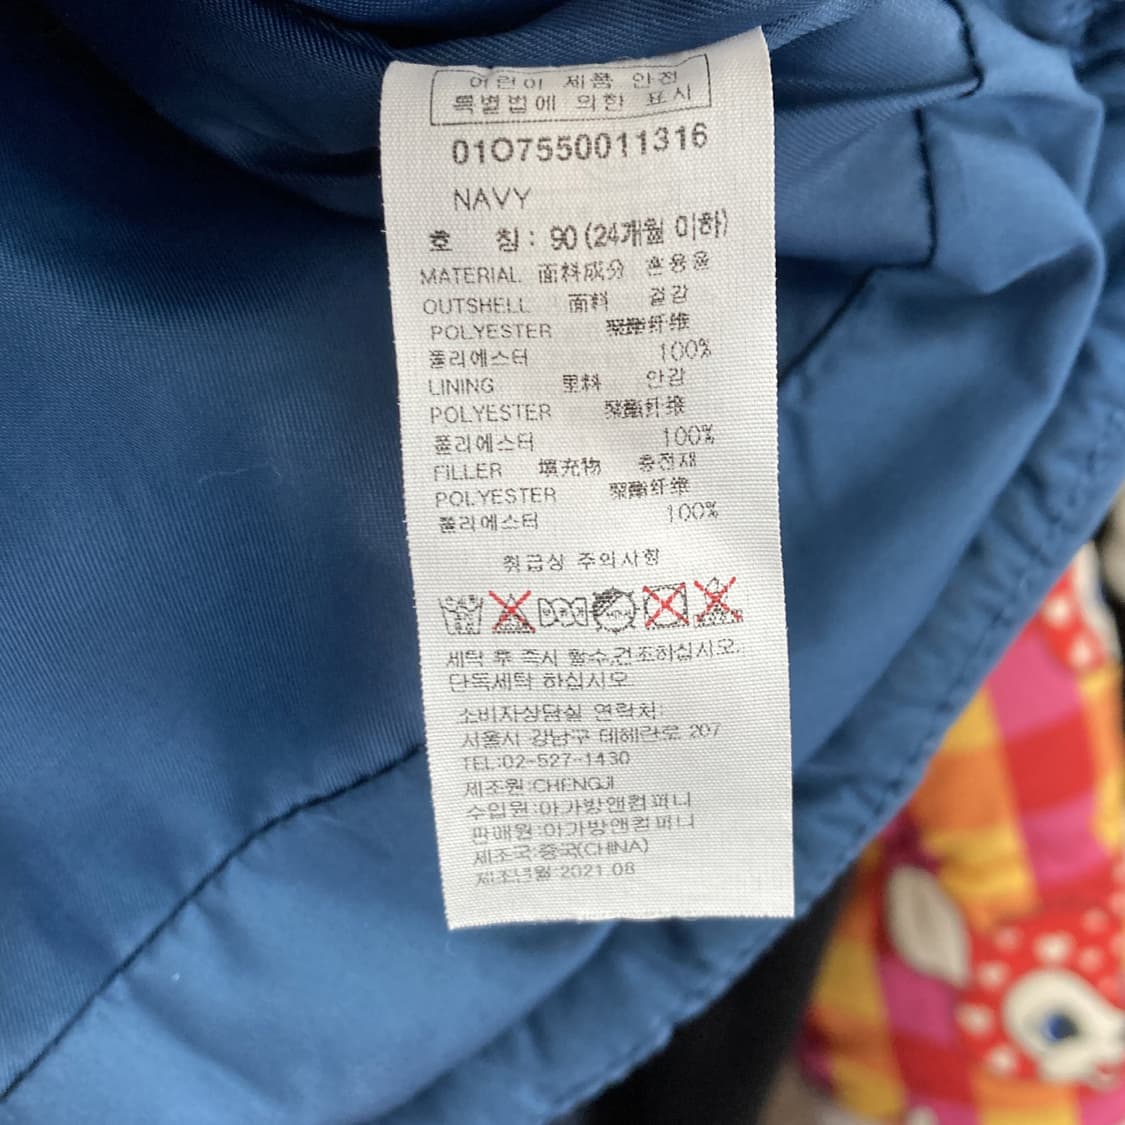 어린이 제품 안전
특별법에 의한 표시
01O7550011316
NAVY
호 칭: 90 (24개월 이하)
MATERIAL 面料成分 혼용율
OUTSHELL 面料 겉감
POLYESTER 聚酯纤维
폴리에스터 100%
LINING 里料 안감
POLYESTER 聚酯纤维
폴리에스터 100%
FILLER 填充物 충전재
POLYESTER 聚酯纤维
폴리에스터 100%
취급상 주의사항
세탁 후 즉시 탈수,건조하십시오.
단독세탁 하십시오.
소비자상담실 연락처:
서울시 강남구 테헤란로 207
TEL:02-527-1430
제조원:CHENGJI
수입원:아가방앤컴퍼니
판매원:아가방앤컴퍼니
제조국:중국(CHINA)
제조년월:2021.08